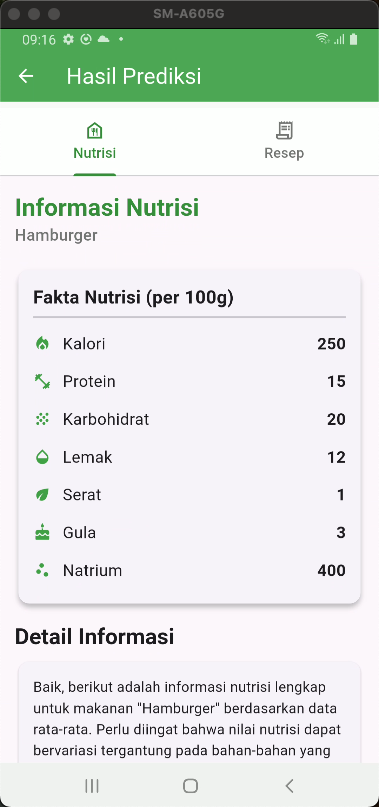 SM-A605G
09:16
Hasil Prediksi
Nutrisi
Resep
Informasi Nutrisi
Hamburger
Fakta Nutrisi (per 100g)
Kalori 250
Protein 15
Karbohidrat 20
Lemak 12
Serat 1
Gula 3
Natrium 400
Detail Informasi
Baik, berikut adalah informasi nutrisi lengkap
untuk makanan "Hamburger" berdasarkan data
rata-rata. Perlu diingat bahwa nilai nutrisi dapat
bervariasi tergantung pada bahan-bahan yang